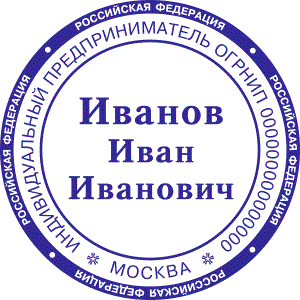 РОССИЙСКАЯ ФЕДЕРАЦИЯ
РОССИЙСКАЯ ФЕДЕРАЦИЯ
РОССИЙСКАЯ ФЕДЕРАЦИЯ
РОССИЙСКАЯ ФЕДЕРАЦИЯ
ИНДИВИДУАЛЬНЫЙ ПРЕДПРИНИМАТЕЛЬ ОГРНИП 000000000000000
Иванов
Иван
Иванович
* МОСКВА *